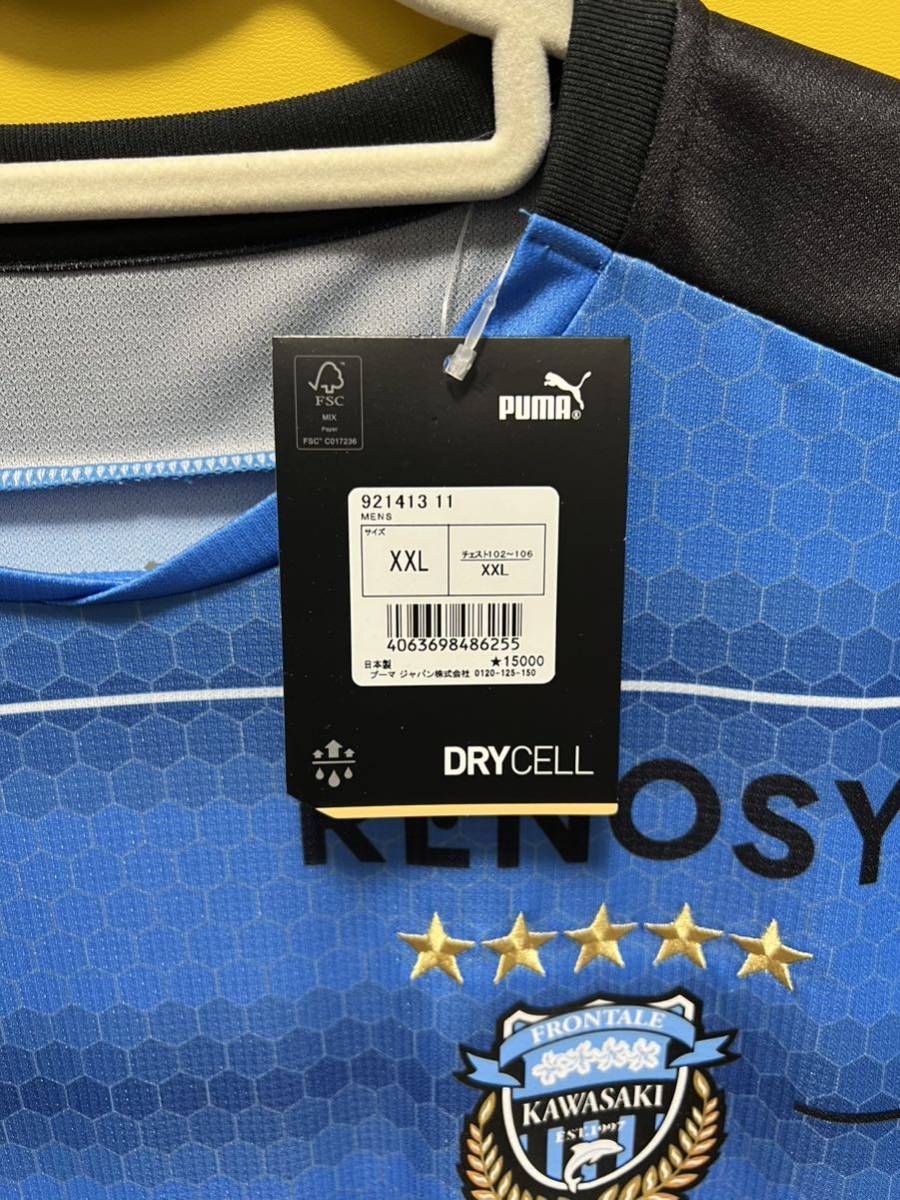 FSC
MIX
Paper
FSC™ C017236
PUMA®
921413 11
MENS
サイズ
XXL
チェスト102〜106
XXL
4063698486255
日本製
★15000
プーマ ジャパン株式会社 0120-125-150
DRYCELL
RENOSY
FRONTALE
KAWASAKI
EST.1997